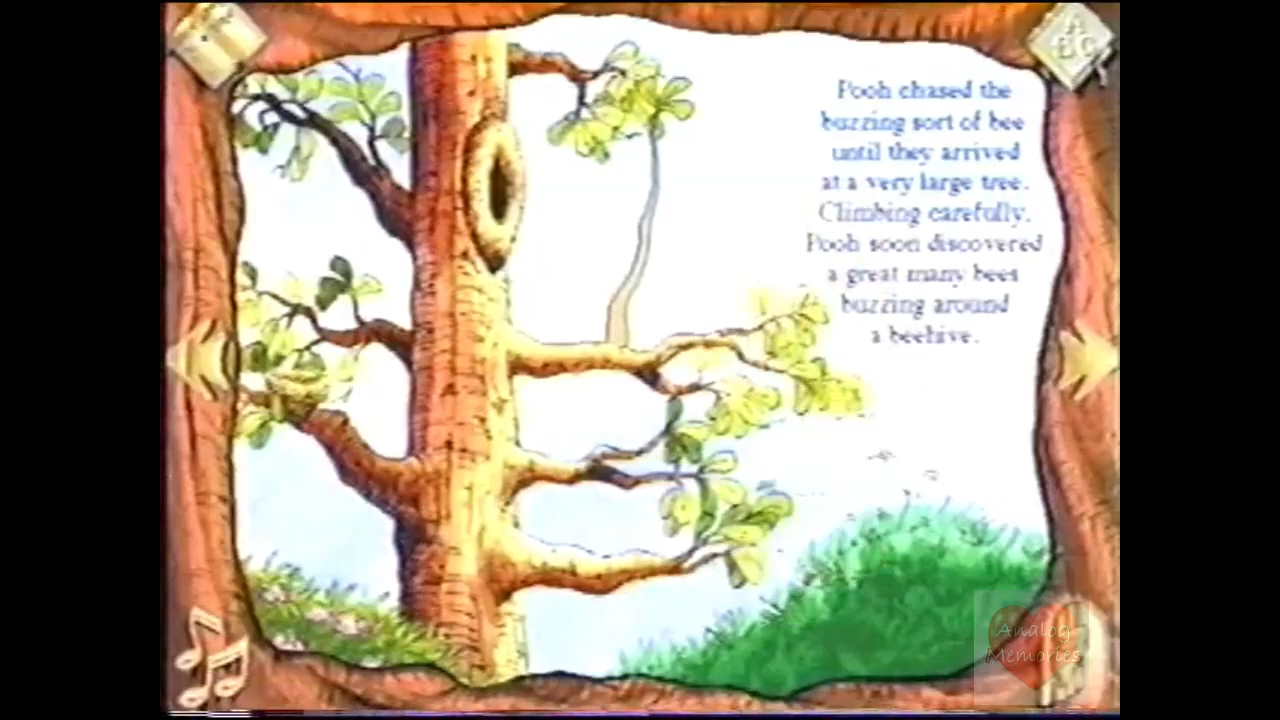 Pooh chased the
buzzing sort of bee
until they arrived
at a very large tree.
Climbing carefully,
Pooh soon discovered
a great many bees
buzzing around
a beehive.
Analog
Memories